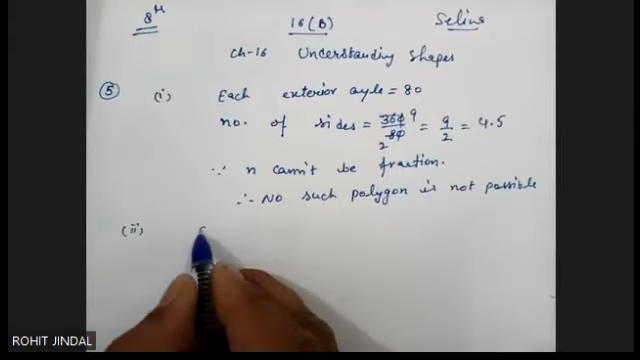 8th 16(B) Selina
Ch-16 Understanding shapes
5 (i) Each exterior angle = 80
no. of sides = 360/80 = 9/2 = 4.5
∵ n cann't be fraction.
∴ No such polygon is not possible
(ii)
ROHIT JINDAL